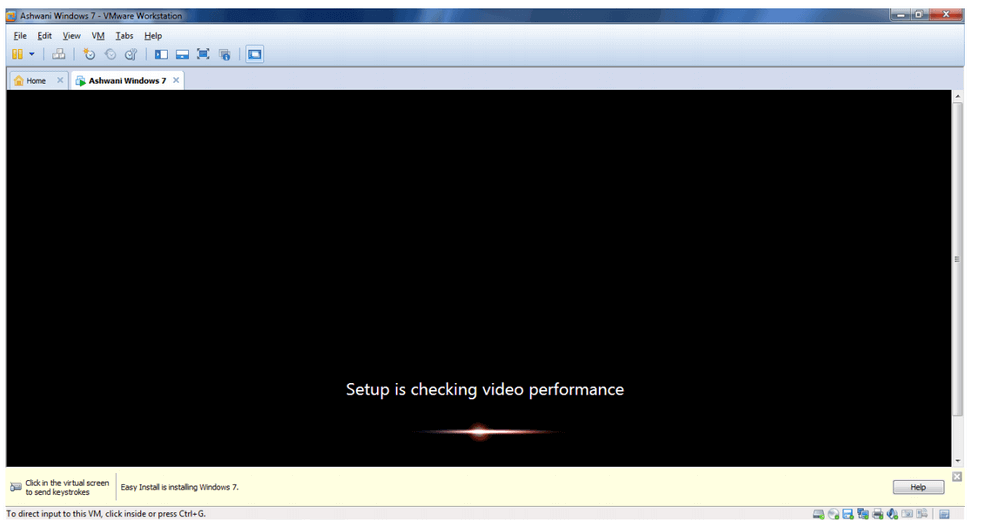 Ashwani Windows 7 - VMware Workstation
File Edit View VM Tabs Help
Home Ashwani Windows 7
Setup is checking video performance
Click in the virtual screen
to send keystrokes
Easy Install is installing Windows 7.
Help
To direct input to this VM, click inside or press Ctrl+G.